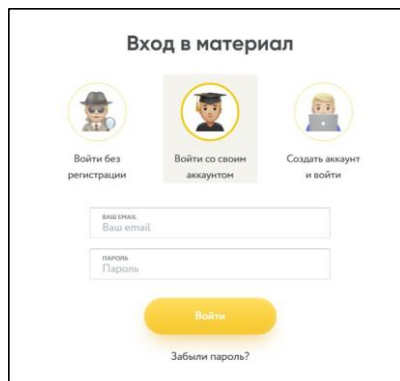 Вход в материал
Войти без
регистрации
Войти со своим
аккаунтом
Создать аккаунт
и войти
ВАШ EMAIL
Ваш email
ПАРОЛЬ
Пароль
Войти
Забыли пароль?